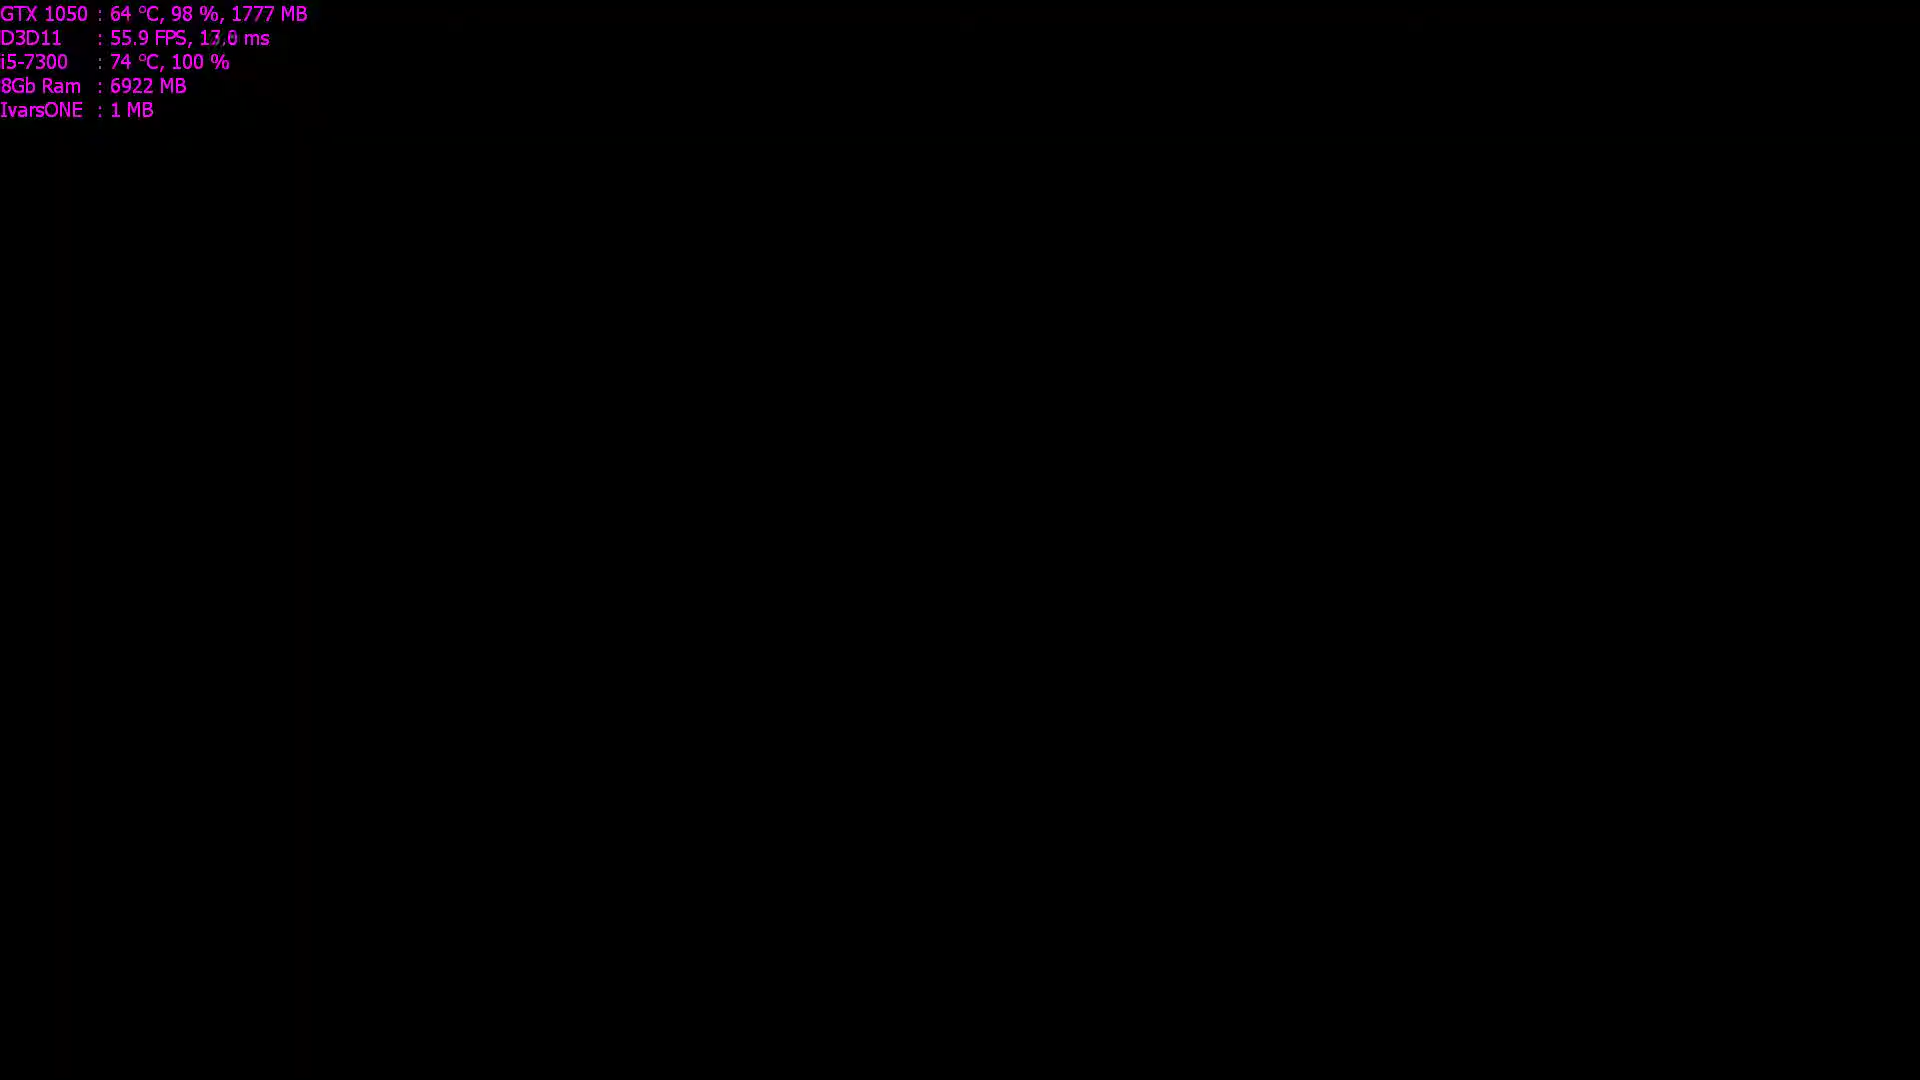 GTX 1050 : 64 °C, 98 %, 1777 MB
D3D11 : 55.9 FPS, 17.0 ms
i5-7300 : 74 °C, 100 %
8Gb Ram : 6922 MB
IvarsONE : 1 MB